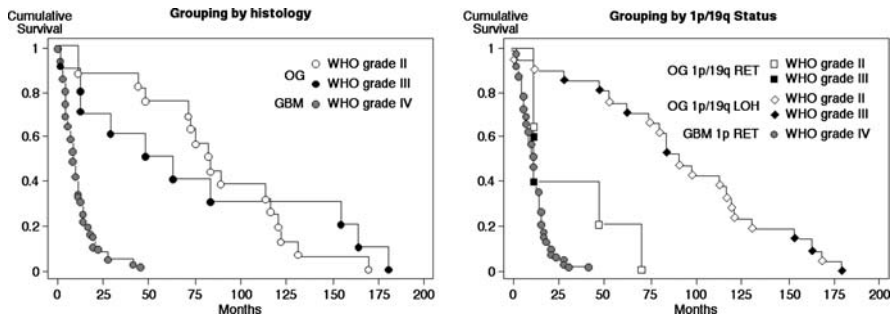 Grouping by histology
Cumulative
Survival
1
0.8
0.6
0.4
0.2
0
0 25 50 75 100 125 150 175 200
Months
OG
WHO grade II
WHO grade III
GBM WHO grade IV
Grouping by 1p/19q Status
Cumulative
Survival
1
0.8
0.6
0.4
0.2
0
0 25 50 75 100 125 150 175 200
Months
OG 1p/19q RET
WHO grade II
WHO grade III
OG 1p/19q LOH
WHO grade II
WHO grade III
GBM 1p RET WHO grade IV